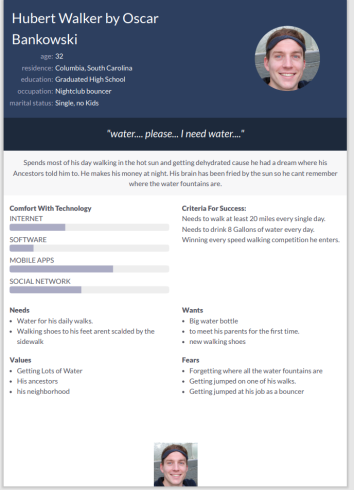 Hubert Walker by Oscar
Bankowski
age: 32
residence: Columbia, South Carolina
education: Graduated High School
occupation: Nightclub bouncer
marital status: Single, no Kids
"water.... please... I need water...."
Spends most of his day walking in the hot sun and getting dehydrated cause he had a dream where his
Ancestors told him to. He makes his money at night. His brain has been fried by the sun so he cant remember
where the water fountains are.
Comfort With Technology
INTERNET
SOFTWARE
MOBILE APPS
SOCIAL NETWORK
Criteria For Success:
Needs to walk at least 20 miles every single day.
Needs to drink 8 Gallons of water every day.
Winning every speed walking competition he enters.
Needs
Water for his daily walks.
Walking shoes to his feet arent scalded by the
sidewalk
Wants
Big water bottle
to meet his parents for the first time.
new walking shoes
Values
Getting Lots of Water
His ancestors
his neighborhood
Fears
Forgetting where all the water fountains are
Getting jumped on one of his walks.
Getting jumped at his job as a bouncer